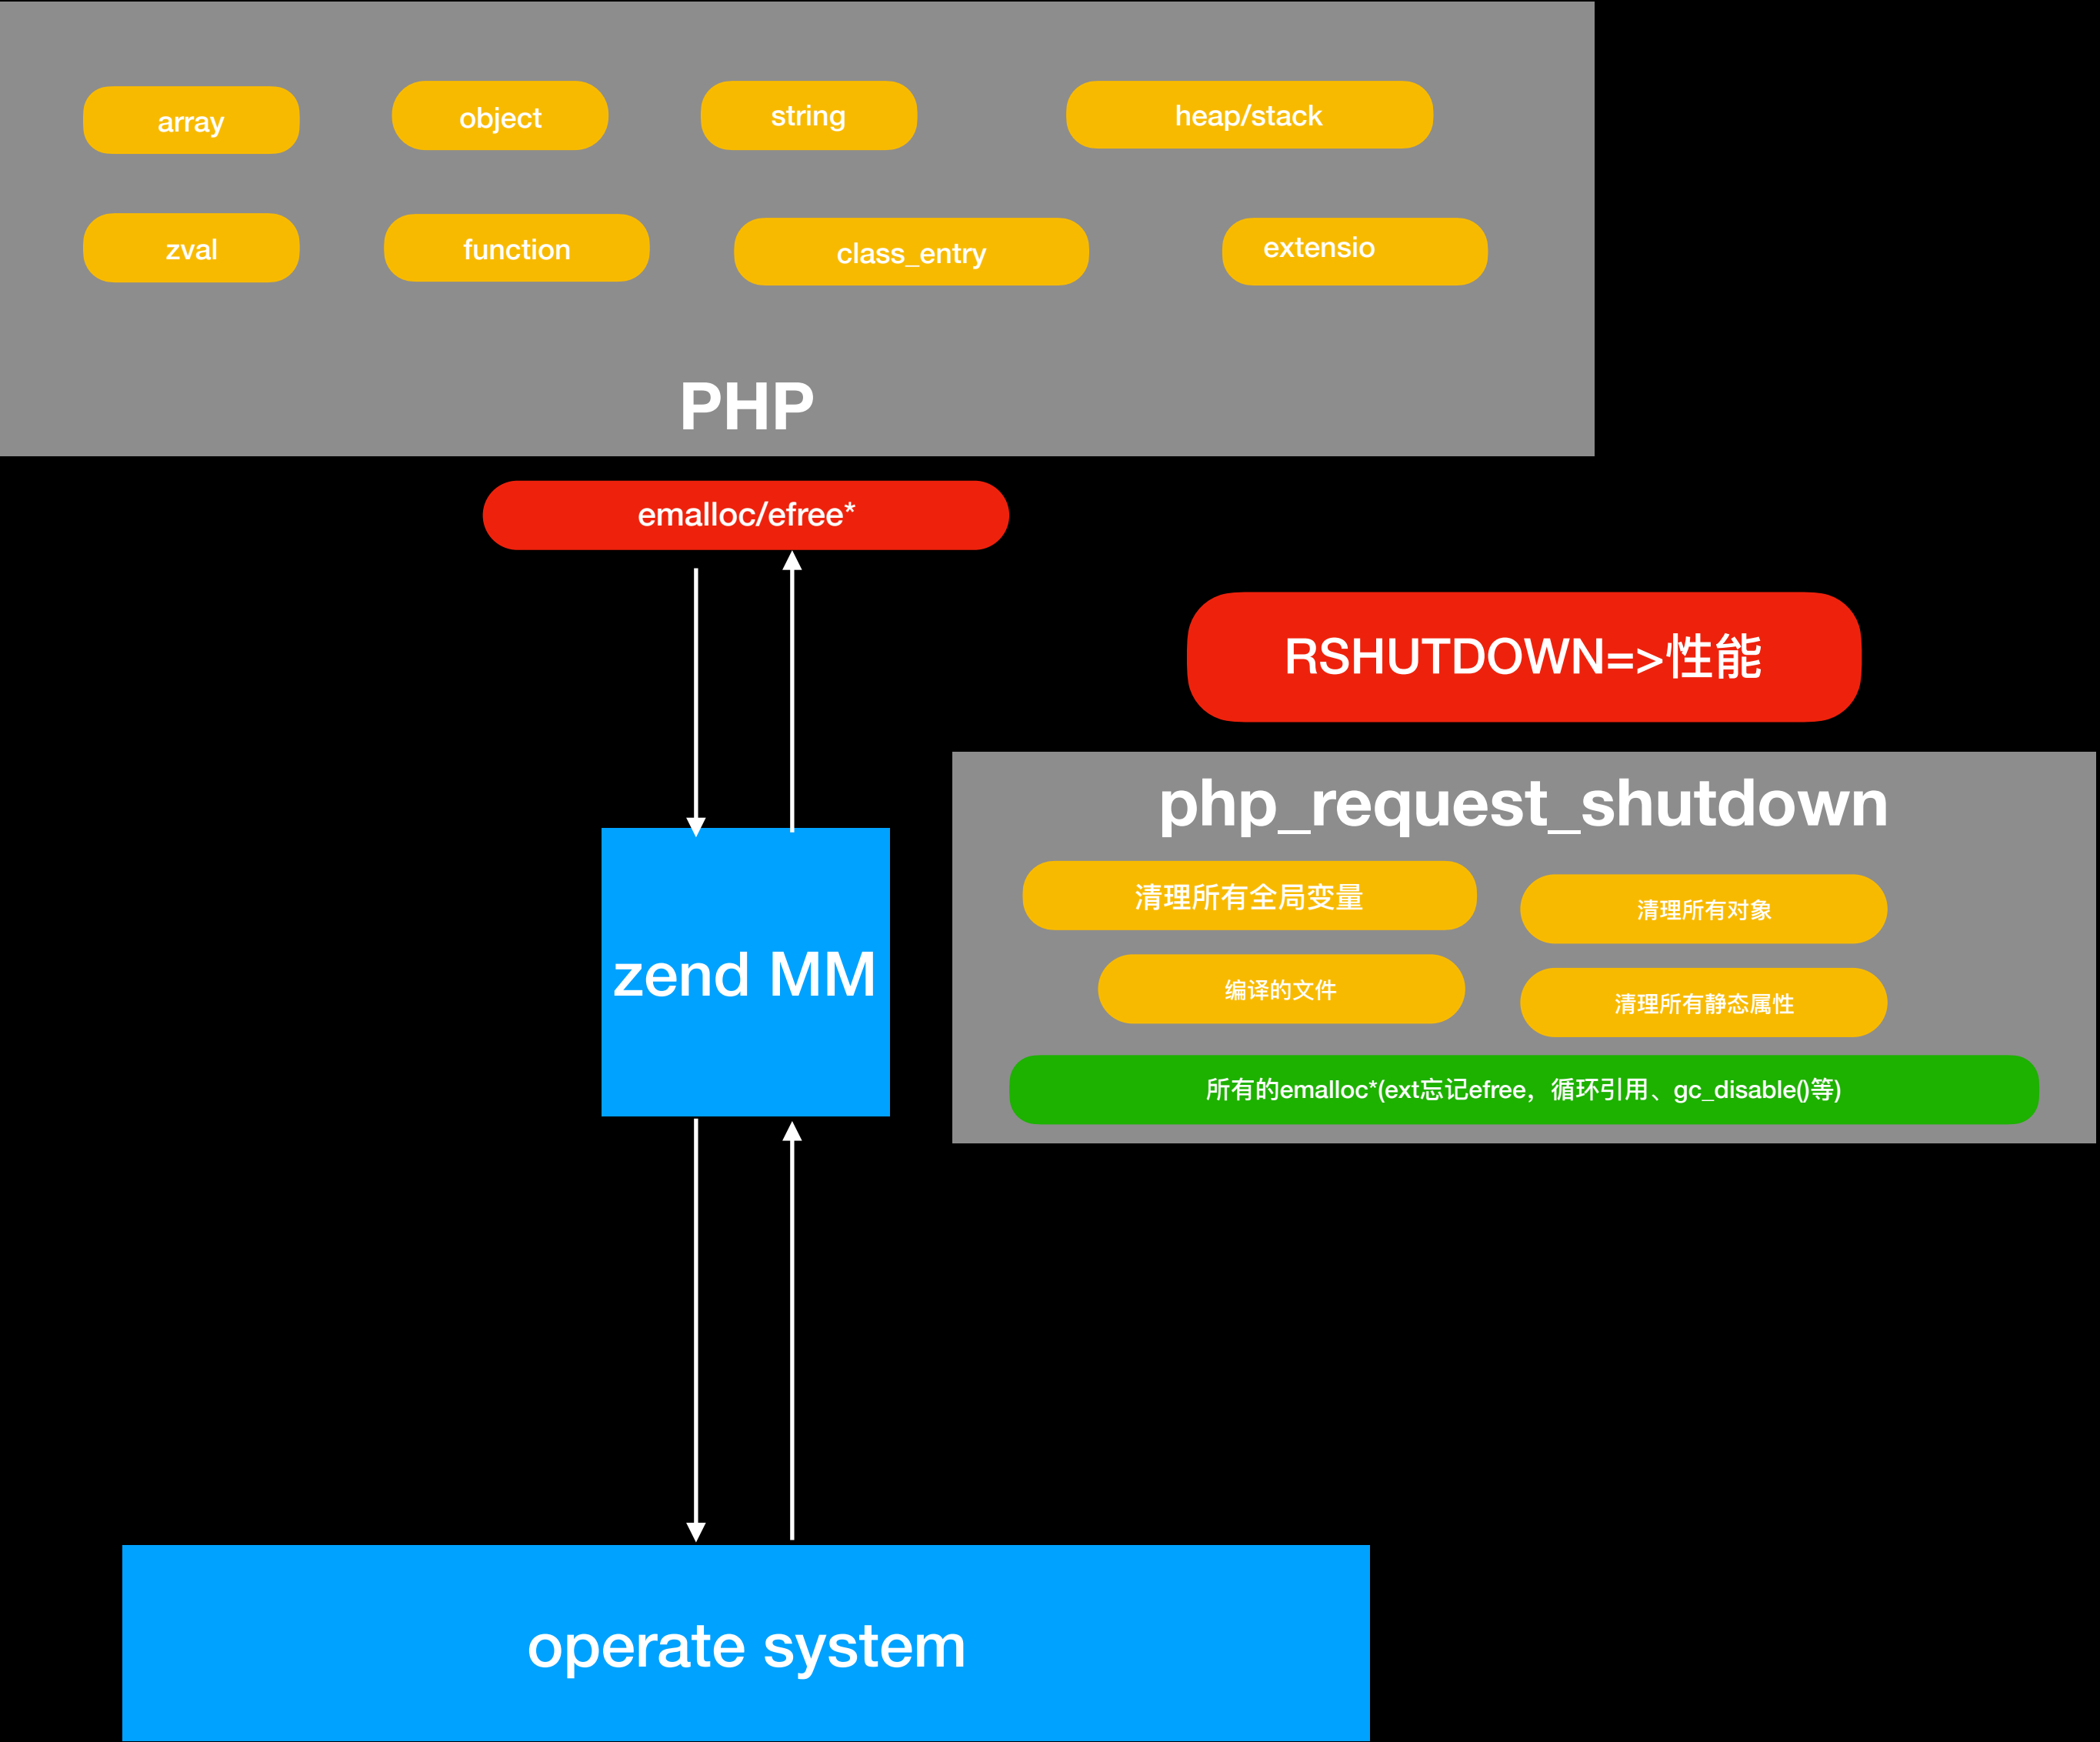 array
object
string
heap/stack
zval
function
class_entry
extensio
PHP
emalloc/efree*
RSHUTDOWN=>性能
php_request_shutdown
清理所有全局变量
清理所有对象
编译的文件
清理所有静态属性
所有的emalloc*(ext忘记efree，循环引用、gc_disable()等)
zend MM
operate system